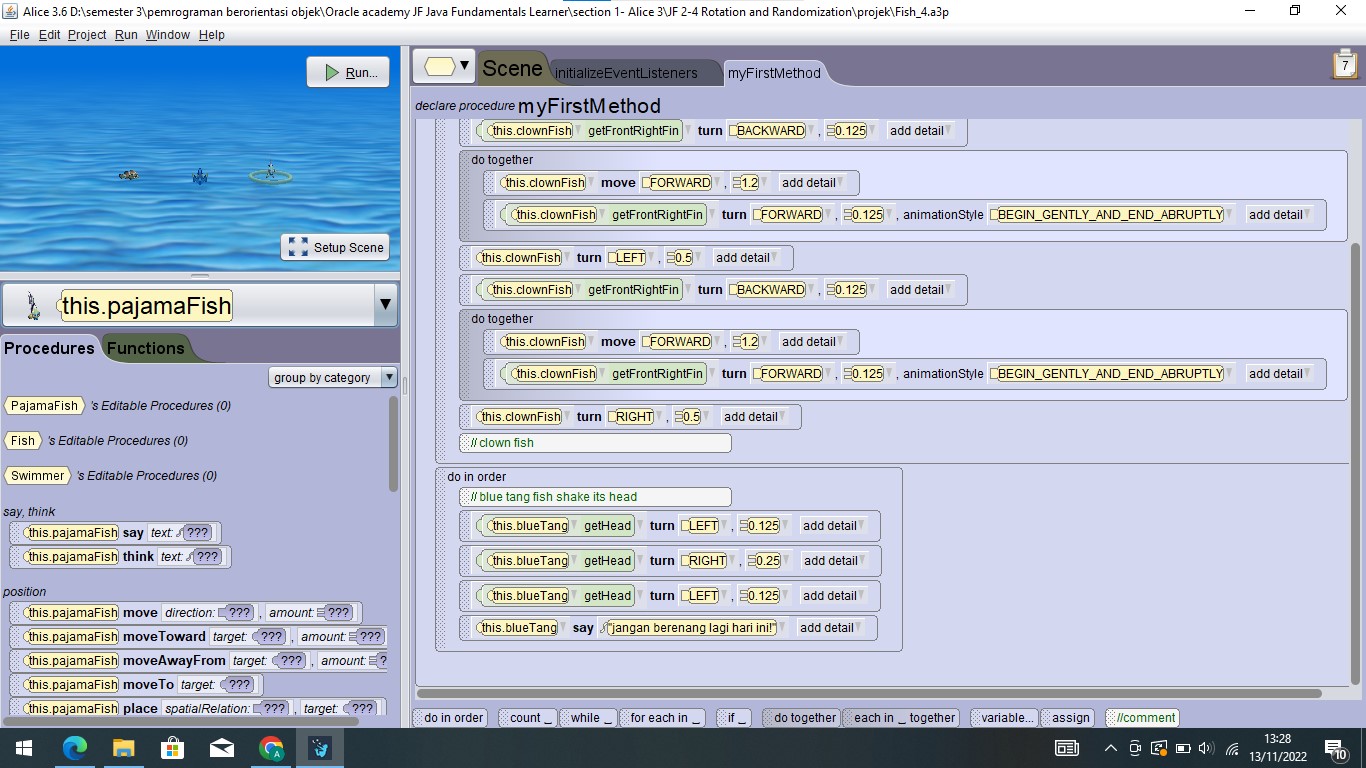 Alice 3.6 D:\semester 3\pemrograman berorientasi objek\Oracle academy JF Java Fundamentals Learner\section 1- Alice 3\JF 2-4 Rotation and Randomization\projek\Fish_4.a3p
File Edit Project Run Window Help
Run...
Setup Scene
this.pajamaFish
Procedures Functions
group by category
PajamaFish 's Editable Procedures (0)
Fish 's Editable Procedures (0)
Swimmer 's Editable Procedures (0)
say, think
this.pajamaFish say text: ???
this.pajamaFish think text: ???
position
this.pajamaFish move direction: ??? , amount: ???
this.pajamaFish moveToward target: ??? , amount: ???
this.pajamaFish moveAwayFrom target: ??? , amount: ?
this.pajamaFish moveTo target: ???
this.pajamaFish place spatialRelation: ??? , target: ???
Scene initializeEventListeners myFirstMethod
7
declare procedure myFirstMethod
this.clownFish getFrontRightFin turn BACKWARD , 0.125 add detail
do together
this.clownFish move FORWARD , 1.2 add detail
this.clownFish getFrontRightFin turn FORWARD , 0.125 , animationStyle BEGIN_GENTLY_AND_END_ABRUPTLY add detail
this.clownFish turn LEFT , 0.5 add detail
this.clownFish getFrontRightFin turn BACKWARD , 0.125 add detail
do together
this.clownFish move FORWARD , 1.2 add detail
this.clownFish getFrontRightFin turn FORWARD , 0.125 , animationStyle BEGIN_GENTLY_AND_END_ABRUPTLY add detail
this.clownFish turn RIGHT , 0.5 add detail
// clown fish
do in order
// blue tang fish shake its head
this.blueTang getHead turn LEFT , 0.125 add detail
this.blueTang getHead turn RIGHT , 0.25 add detail
this.blueTang getHead turn LEFT , 0.125 add detail
this.blueTang say "jangan berenang lagi hari ini!" add detail
do in order count _ while _ for each in _ if _ do together each in _ together variable... assign //comment
13:28
13/11/2022
10